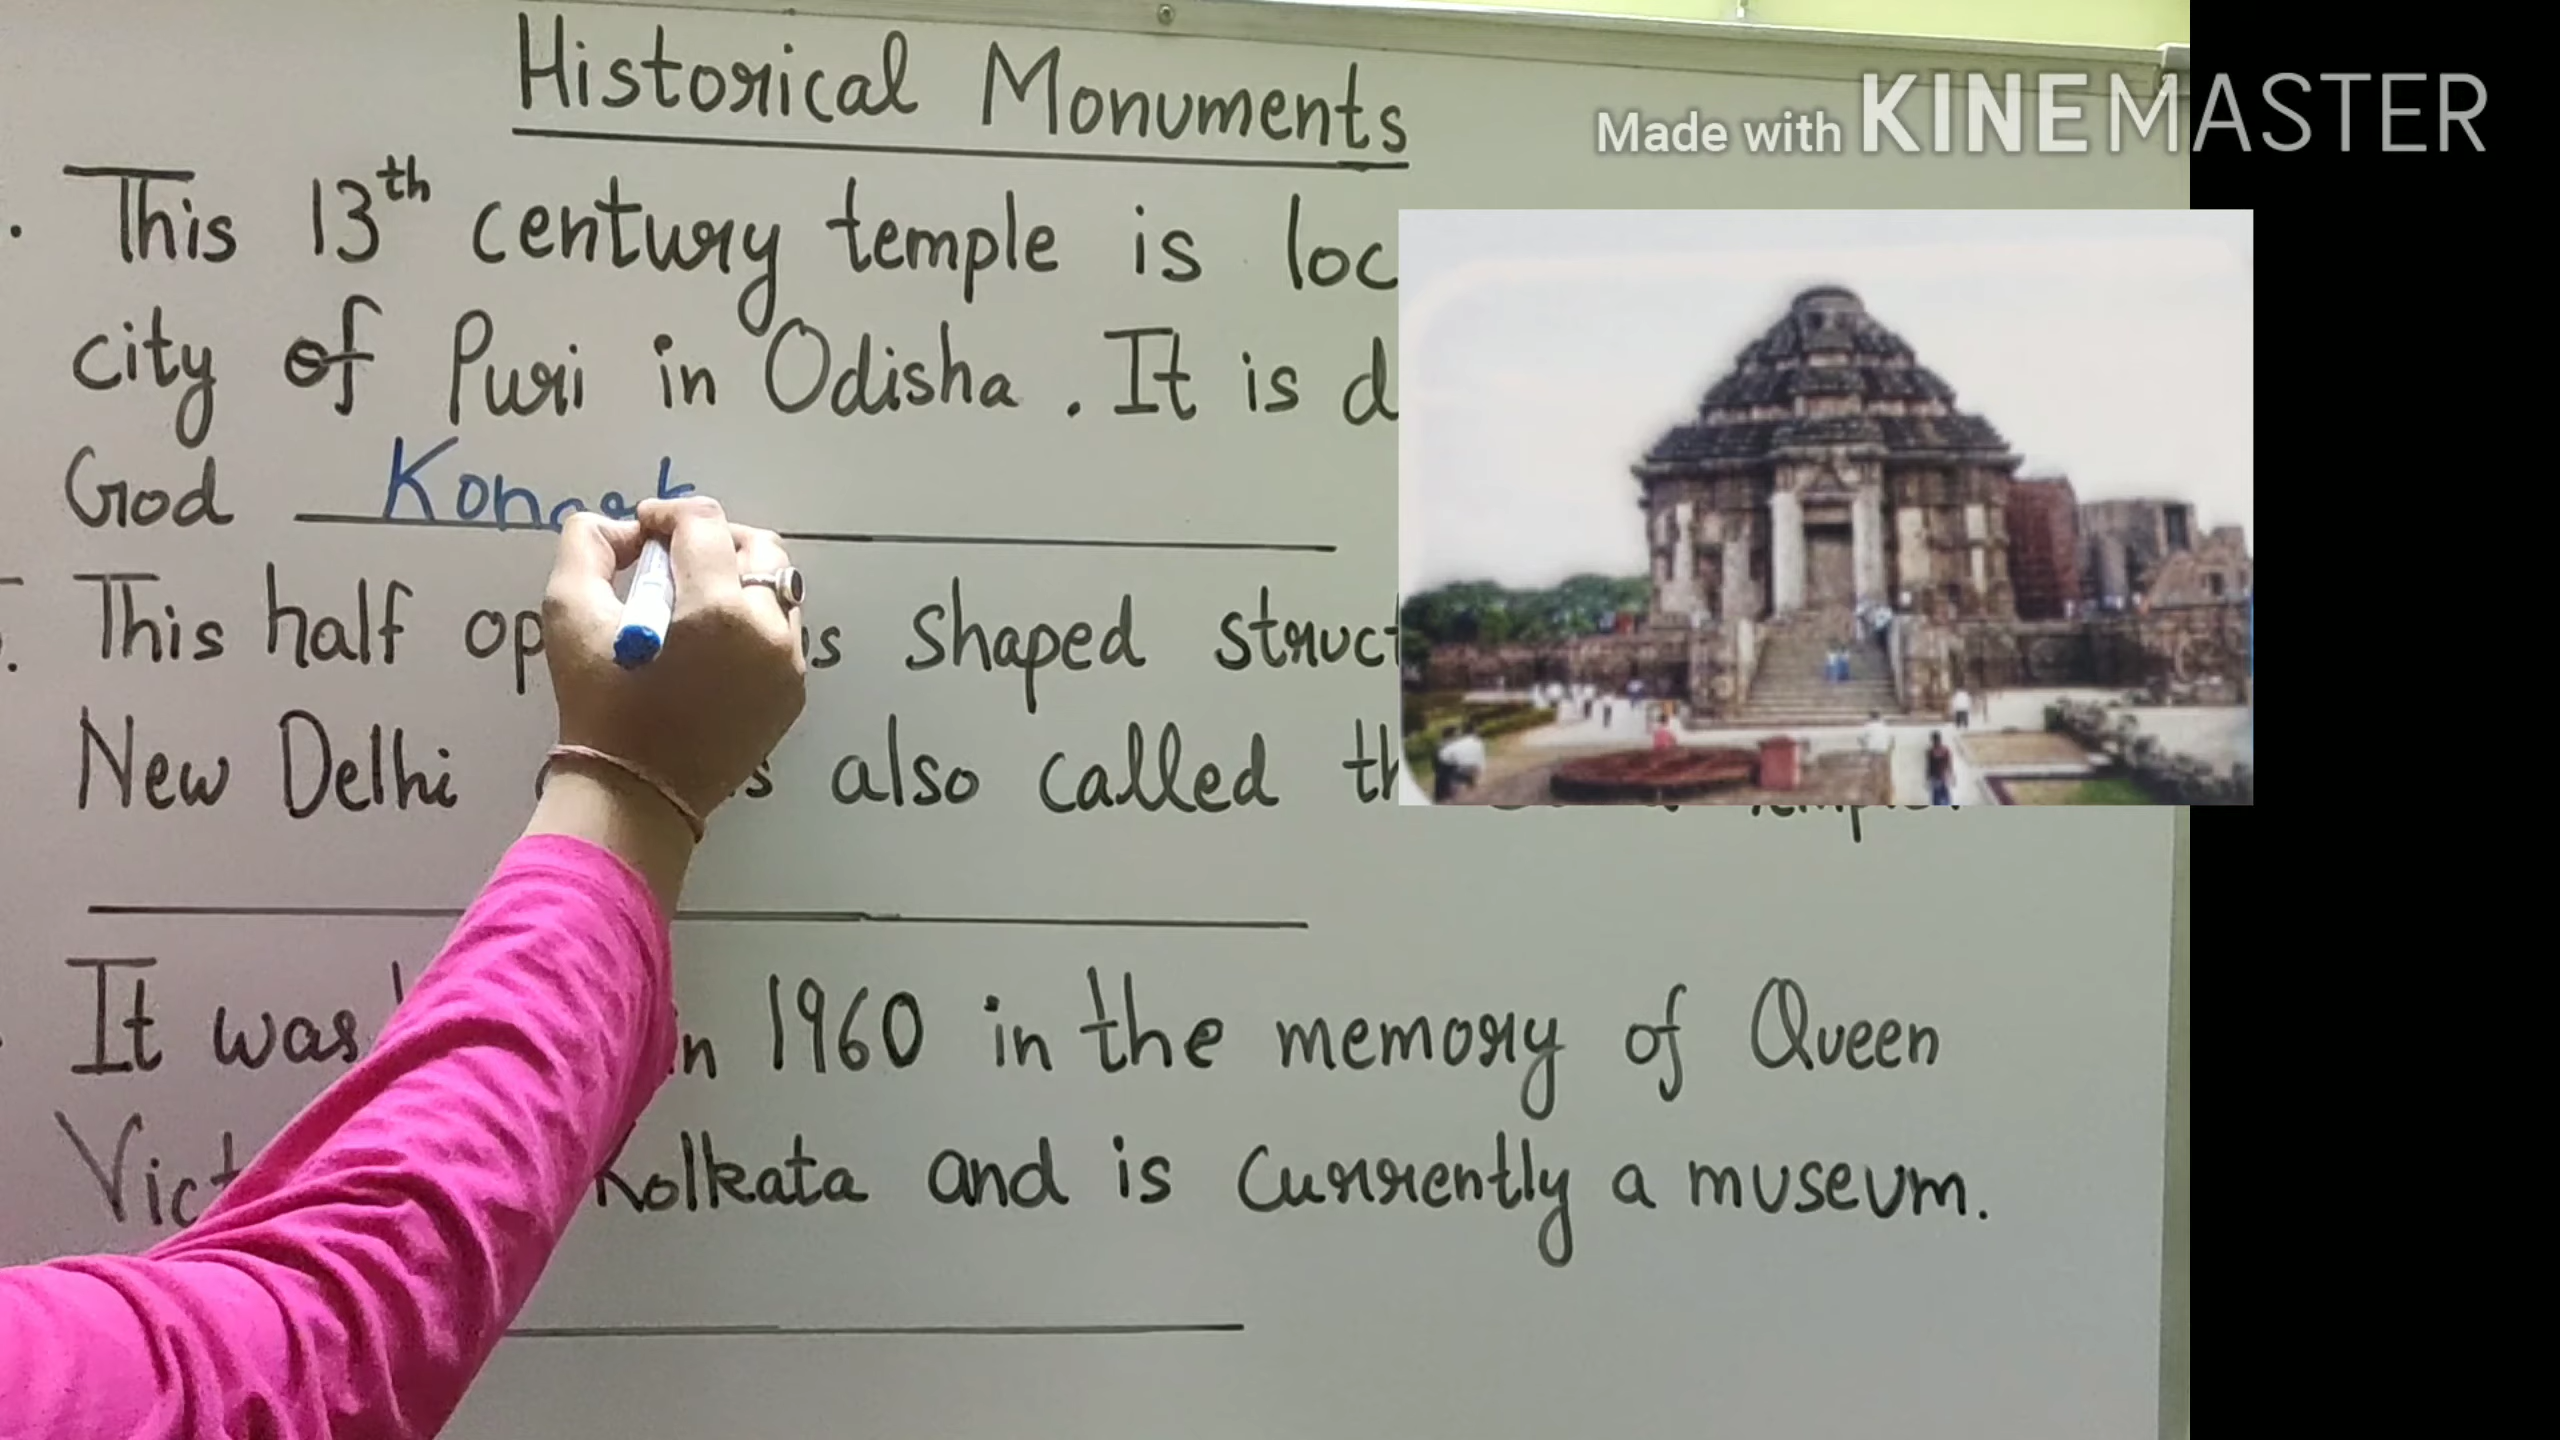 Historical Monuments
Made with KINEMASTER
This 13th century temple is loc
city of Puri in Odisha. It is d
God Konark
This half op s shaped struct
New Delhi s also called th
It was in 1960 in the memory of Queen
Vict Kolkata and is currently a museum.